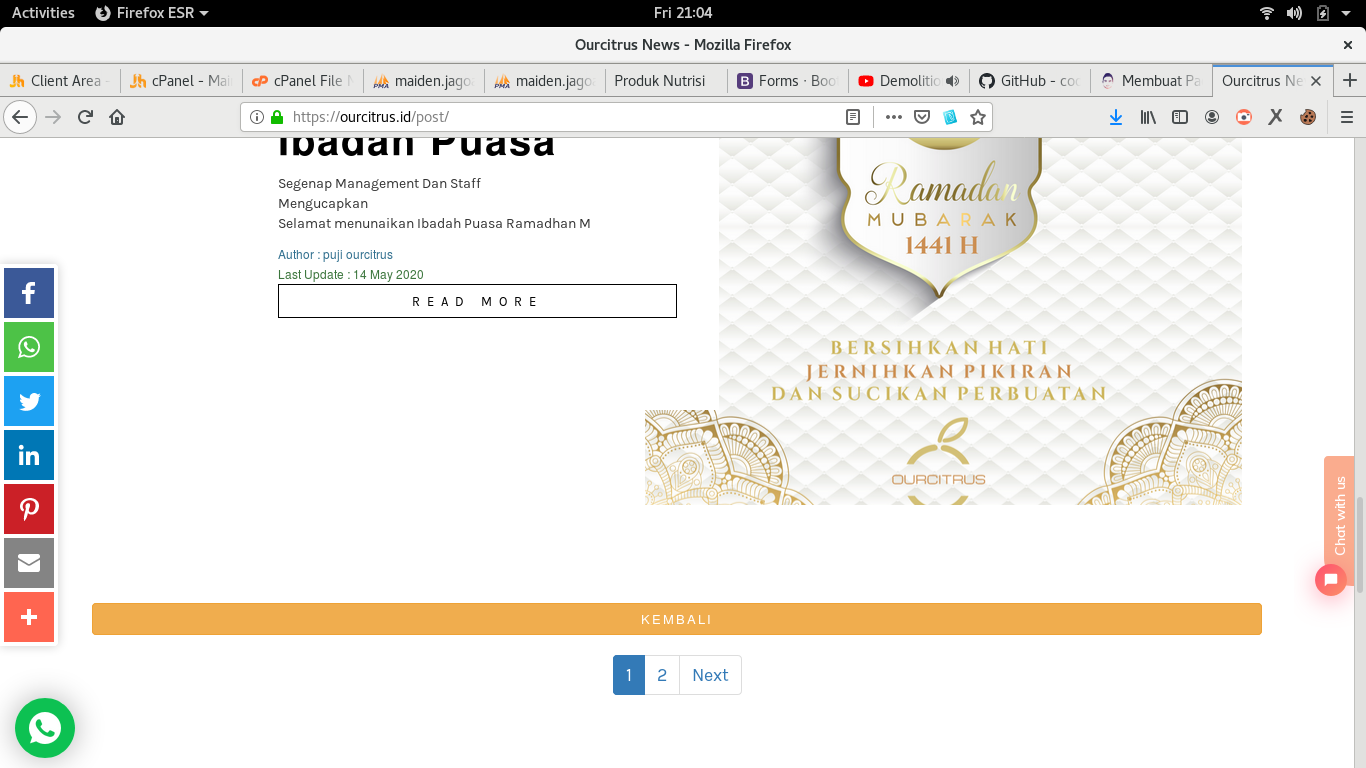 Activities Firefox ESR Fri 21:04
Ourcitrus News - Mozilla Firefox
Client Area - cPanel - Mai cPanel File M maiden.jago maiden.jago Produk Nutrisi Forms · Boo Demolitio GitHub - co Membuat Pa Ourcitrus Ne
https://ourcitrus.id/post/
Ibadah Puasa
Segenap Management Dan Staff
Mengucapkan
Selamat menunaikan Ibadah Puasa Ramadhan M
Author : puji ourcitrus
Last Update : 14 May 2020
READ MORE
Ramadan
MUBARAK
1441 H
BERSIHKAN HATI
JERNIHKAN PIKIRAN
DAN SUCIKAN PERBUATAN
OURCITRUS
Chat with us
KEMBALI
1 2 Next